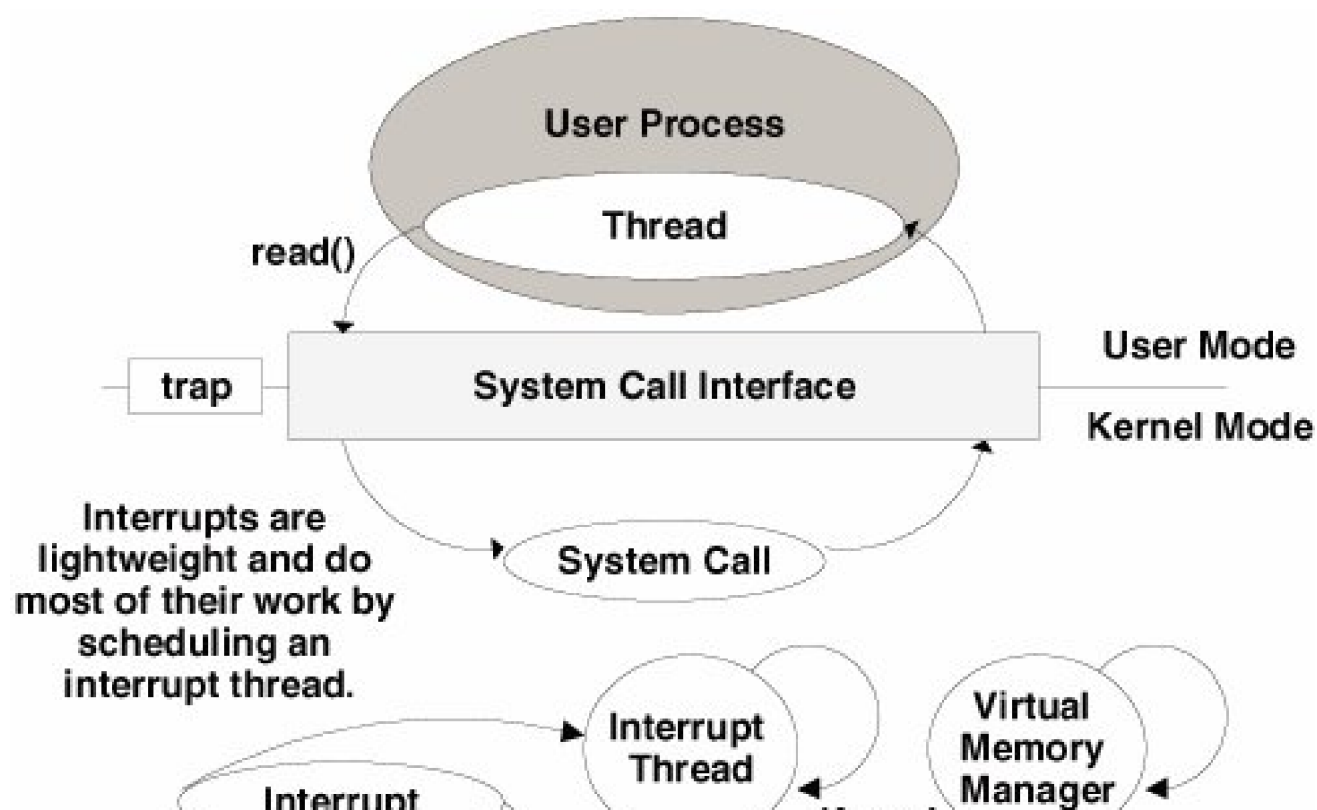 User Process
Thread
read()
User Mode
trap
System Call Interface
Kernel Mode
Interrupts are
lightweight and do
most of their work by
scheduling an
interrupt thread.
System Call
Interrupt
Thread
Virtual
Memory
Manager
Interrupt